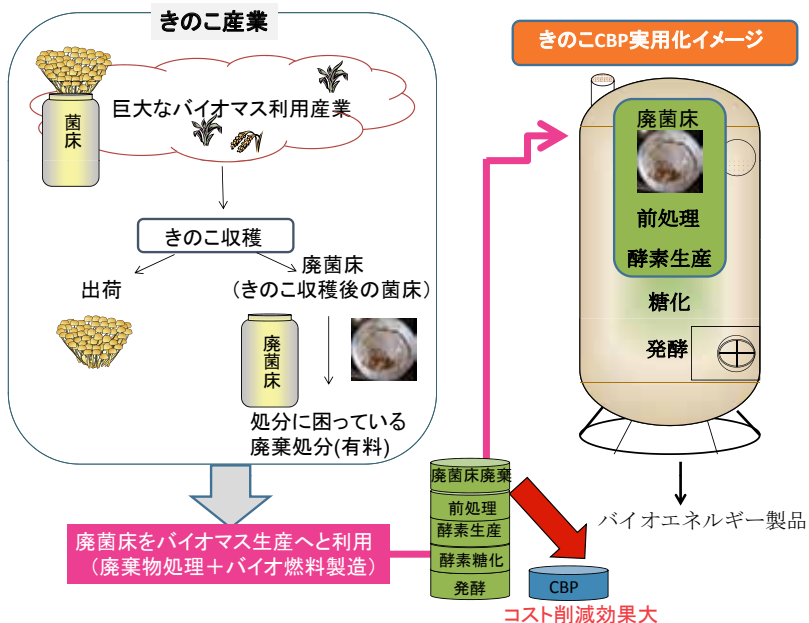 きのこ産業
菌床
巨大なバイオマス利用産業
きのこ収穫
出荷
廃菌床
（きのこ収穫後の菌床）
廃菌床
処分に困っている
廃棄処分(有料)
廃菌床をバイオマス生産へと利用
（廃棄物処理＋バイオ燃料製造）
廃菌床廃棄
前処理
酵素生産
酵素糖化
発酵
CBP
コスト削減効果大
きのこCBP実用化イメージ
廃菌床
前処理
酵素生産
糖化
発酵
バイオエネルギー製品